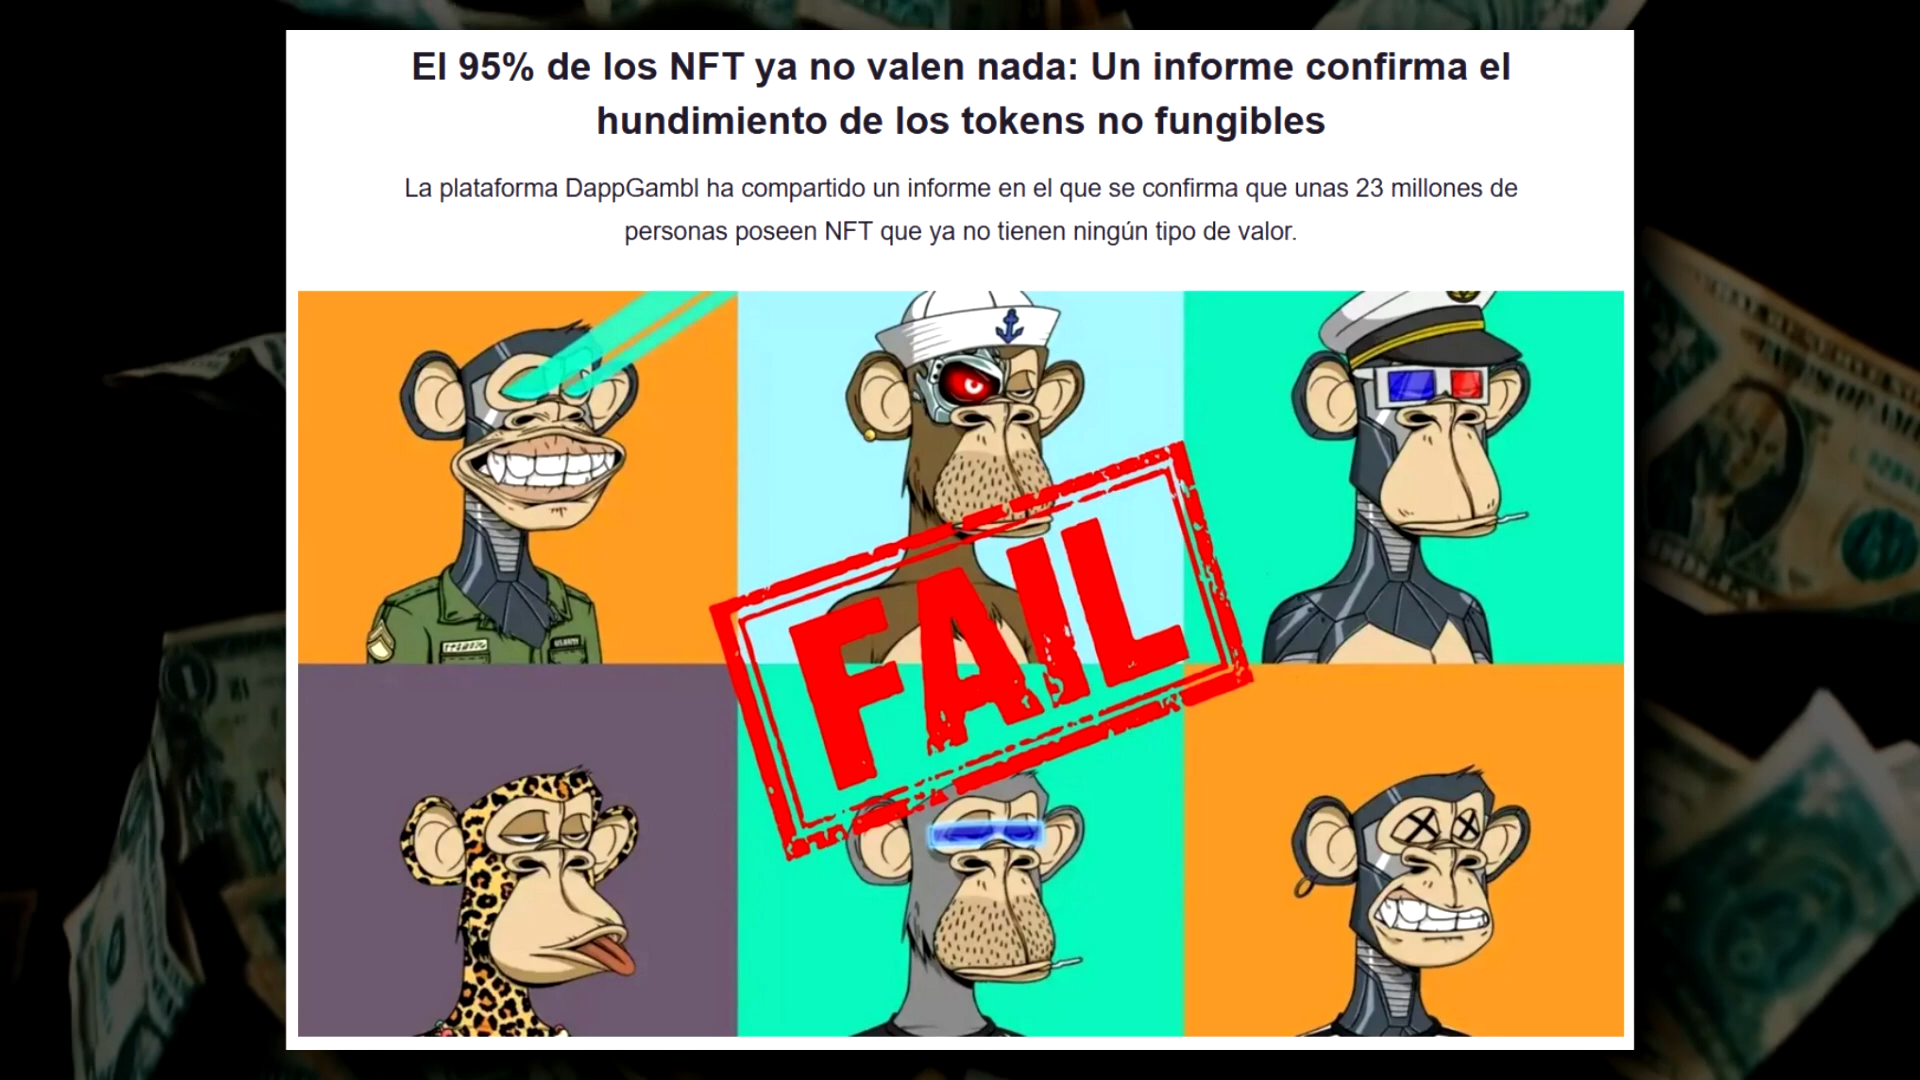 El 95% de los NFT ya no valen nada: Un informe confirma el
hundimiento de los tokens no fungibles
La plataforma DappGambl ha compartido un informe en el que se confirma que unas 23 millones de
personas poseen NFT que ya no tienen ningún tipo de valor.
FAIL